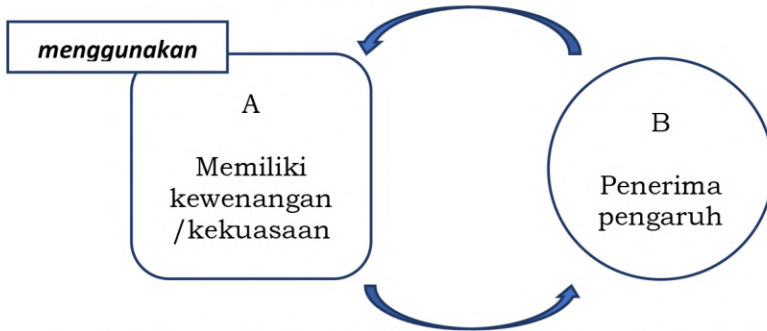 menggunakan
A
Memiliki
kewenangan
/kekuasaan
B
Penerima
pengaruh